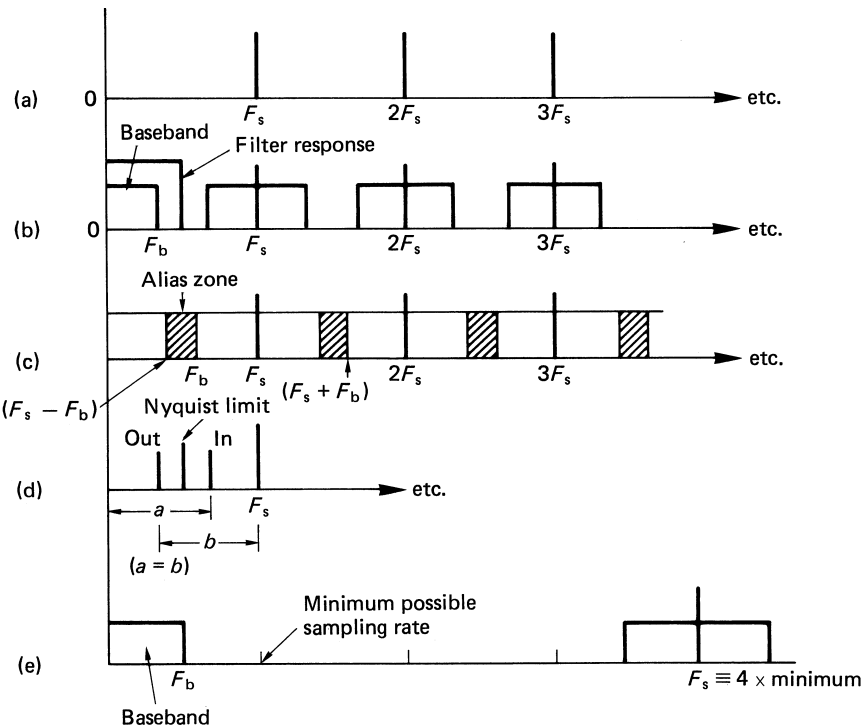 (a)
0
Fs
2Fs
3Fs
etc.
Baseband
Filter response
(b)
0
Fb
Fs
2Fs
3Fs
etc.
Alias zone
(c)
Fb
Fs
(Fs + Fb)
2Fs
3Fs
etc.
(Fs − Fb)
Nyquist limit
Out
In
(d)
etc.
a
Fs
b
(a = b)
Minimum possible
sampling rate
(e)
Fb
Fs ≡ 4 × minimum
Baseband